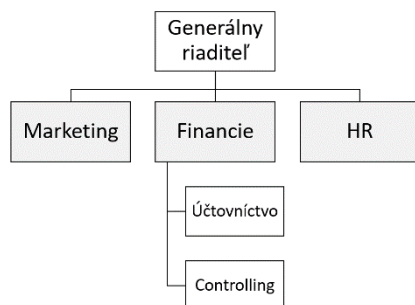 Generálny
riaditeľ
Marketing
Financie
HR
Účtovníctvo
Controlling